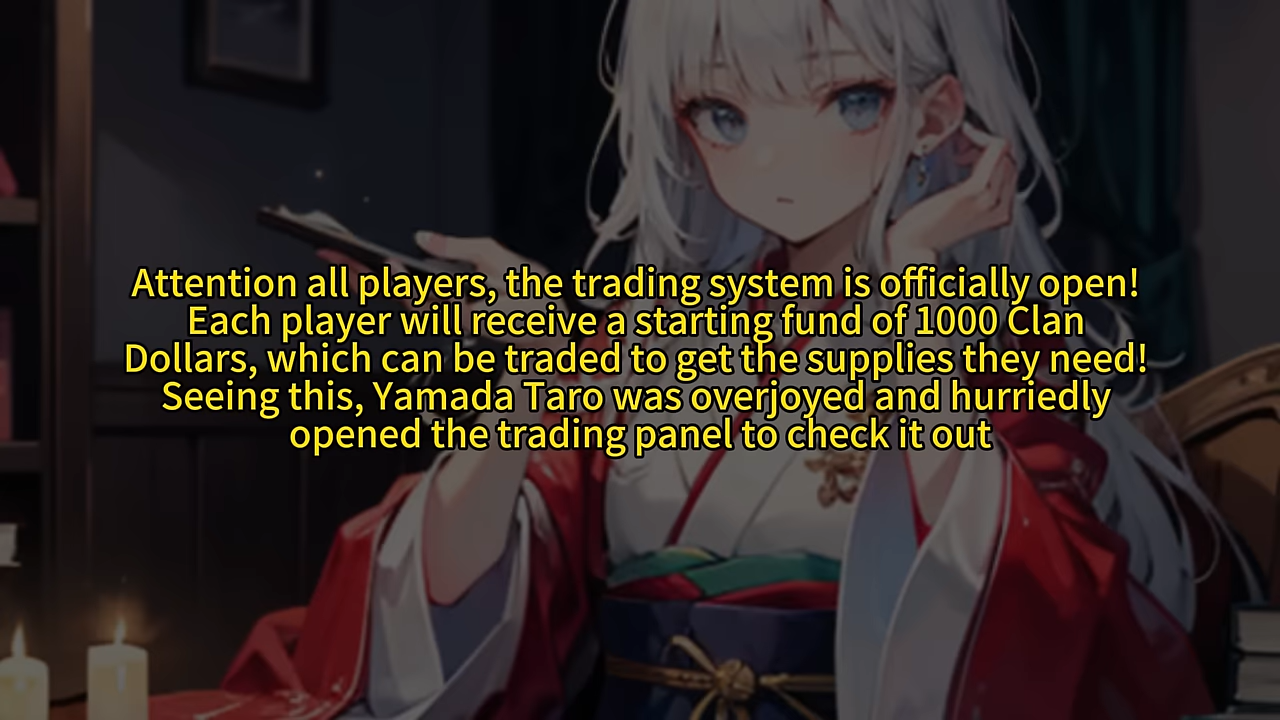 Attention all players, the trading system is officially open!
Each player will receive a starting fund of 1000 Clan
Dollars, which can be traded to get the supplies they need!
Seeing this, Yamada Taro was overjoyed and hurriedly
opened the trading panel to check it out